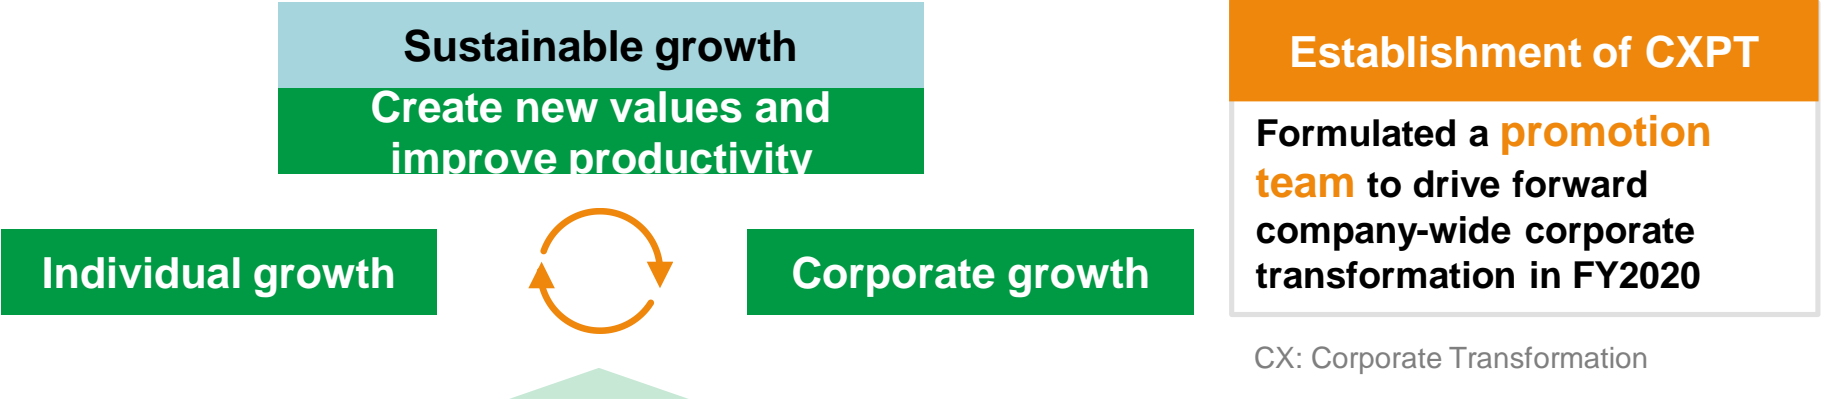 Sustainable growth
Create new values and
improve productivity
Individual growth
Corporate growth
Establishment of CXPT
Formulated a promotion
team to drive forward
company-wide corporate
transformation in FY2020
CX: Corporate Transformation